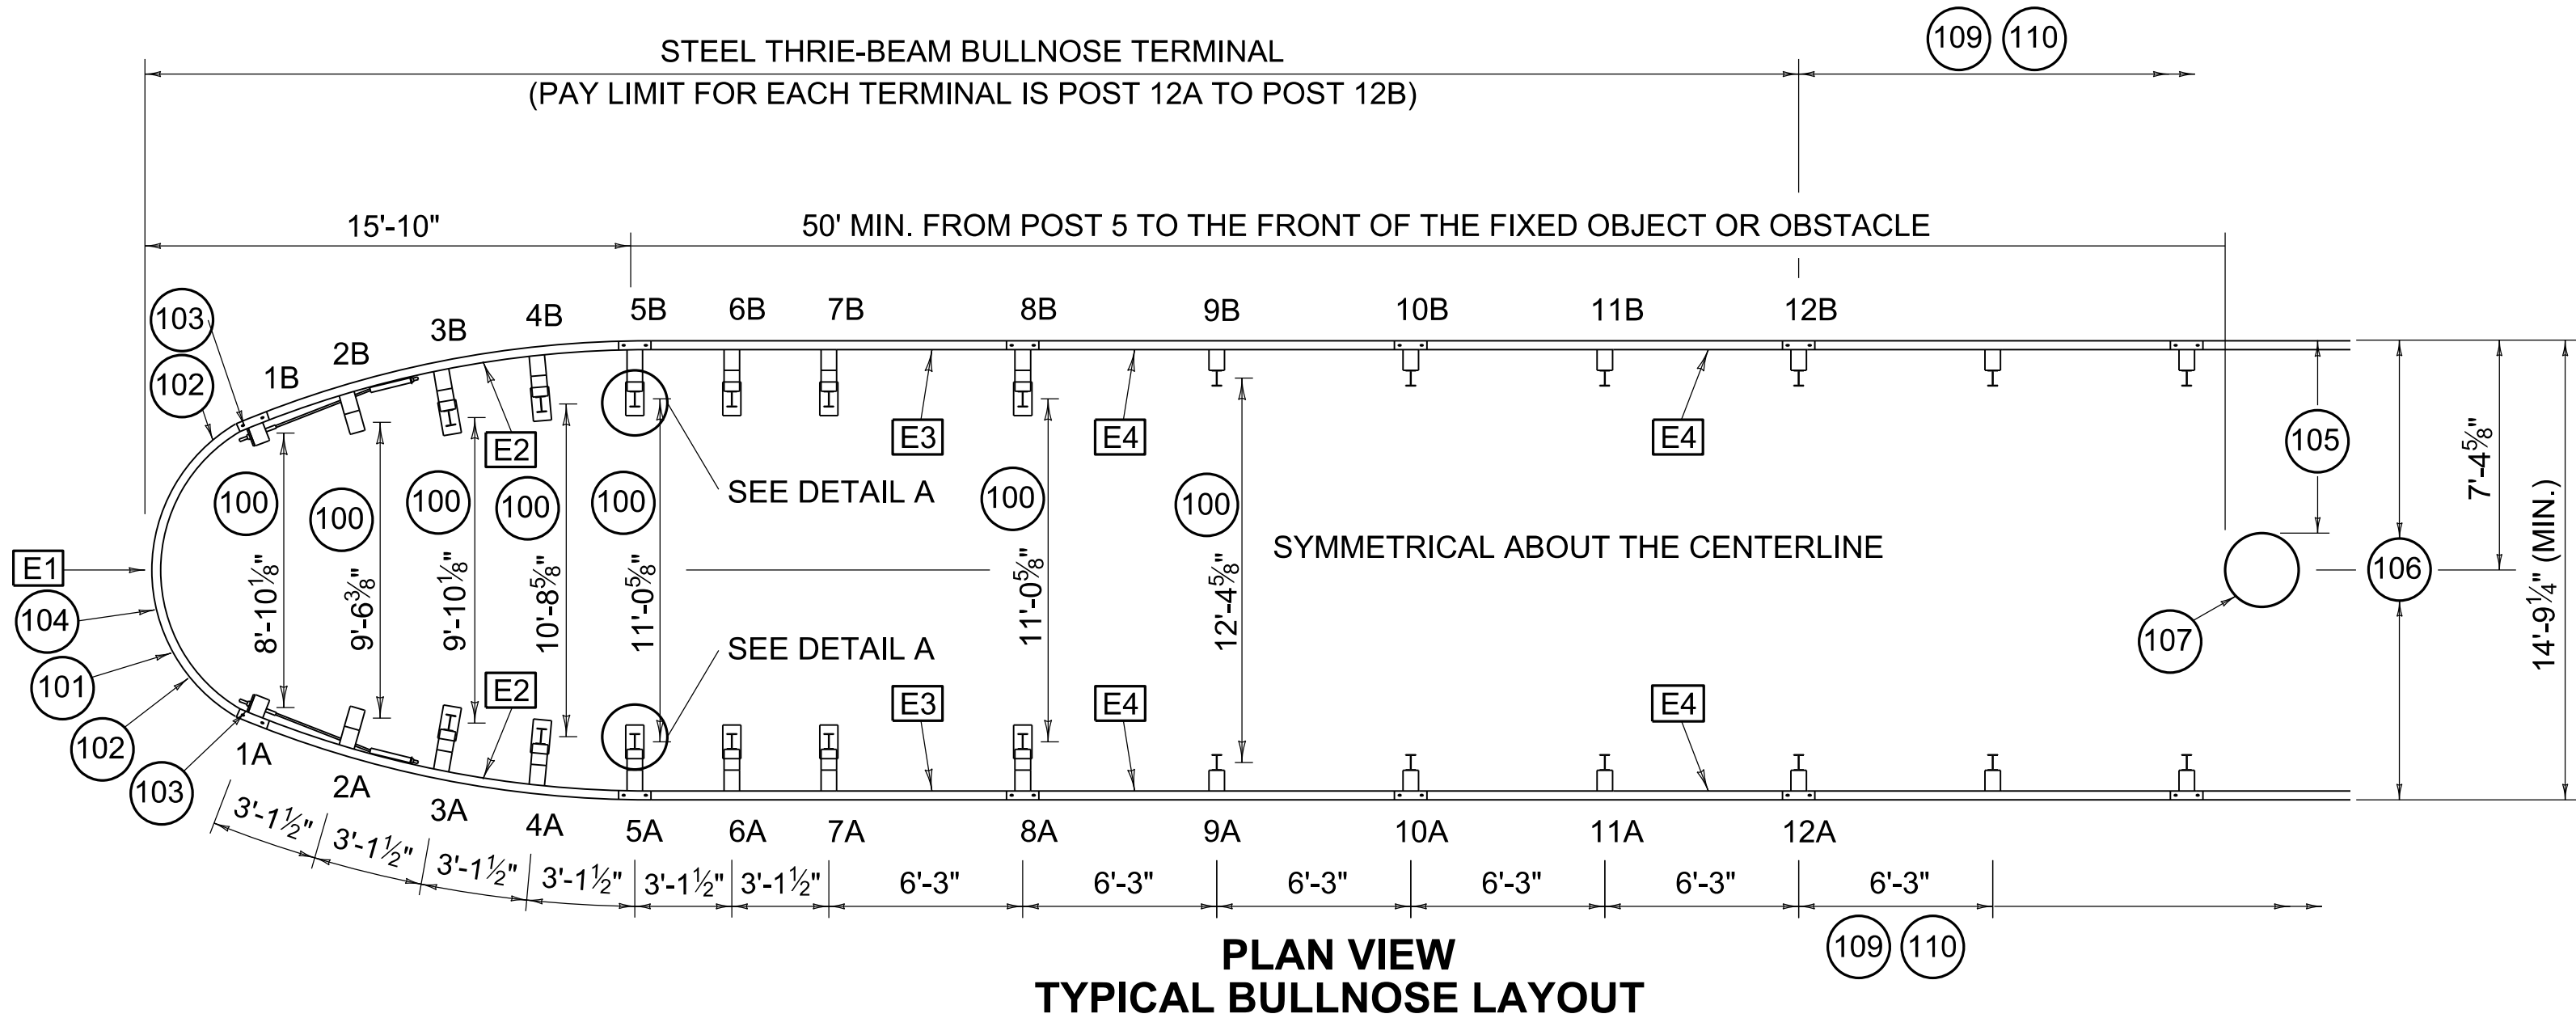 STEEL THRIE-BEAM BULLNOSE TERMINAL
(PAY LIMIT FOR EACH TERMINAL IS POST 12A TO POST 12B)
109 110
15'-10"
50' MIN. FROM POST 5 TO THE FRONT OF THE FIXED OBJECT OR OBSTACLE
103
102
1B
2B
3B
4B
5B
6B
7B
8B
9B
10B
11B
12B
E2
E3
E4
E4
105
7'-4⅝"
100
100
100
100
100
100
100
SEE DETAIL A
SYMMETRICAL ABOUT THE CENTERLINE
E1
104
101
102
103
8'-10⅛"
9'-6⅜"
9'-10⅛"
10'-8⅝"
11'-0⅝"
11'-0⅝"
12'-4⅝"
106
107
14'-9¼" (MIN.)
SEE DETAIL A
E2
E3
E4
E4
1A
2A
3A
4A
5A
6A
7A
8A
9A
10A
11A
12A
3'-1½"
3'-1½"
3'-1½"
3'-1½"
3'-1½"
3'-1½"
6'-3"
6'-3"
6'-3"
6'-3"
6'-3"
6'-3"
109 110
PLAN VIEW
TYPICAL BULLNOSE LAYOUT